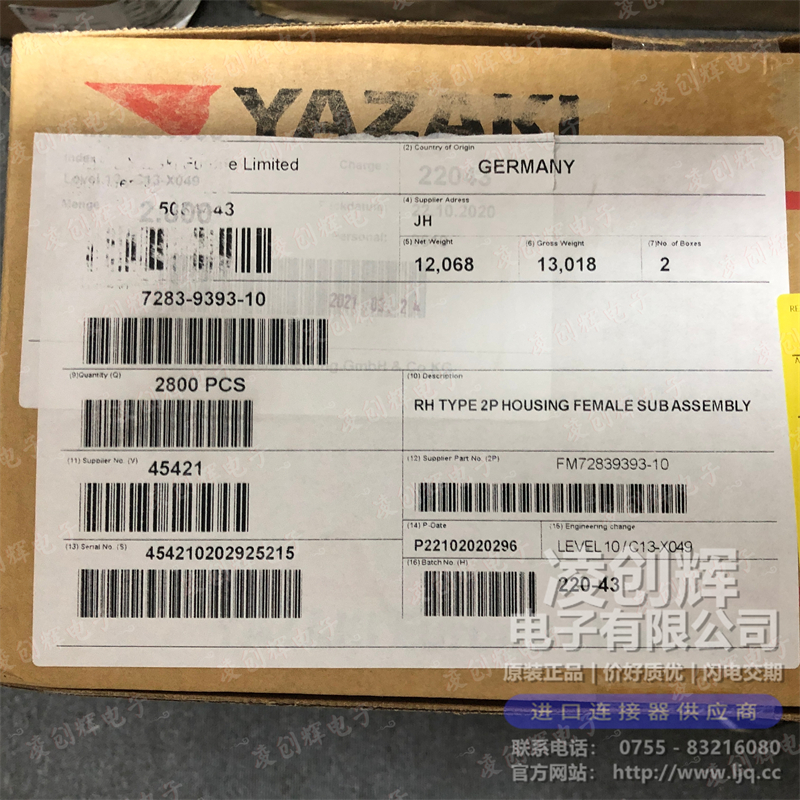 YAZAKI
e Limited
(2) Country of Origin
GERMANY
(4) Supplier Adress
JH
(5) Net Weight
12,068
(6) Gross Weight
13,018
(7)No of Boxes
2
7283-9393-10
2021.03.24
(9)Quantity (Q)
2800 PCS
(10) Description
RH TYPE 2P HOUSING FEMALE SUB ASSEMBLY
(11) Supplier No. (V)
45421
(12) Supplier Part No. (2P)
FM72839393-10
(13) Serial No. (S)
454210202925215
(14) P-Date
P22102020296
(15) Engineering change
LEVEL 10 / C13-X049
(16) Batch No. (H)
220-43
凌创辉
电子有限公司
原装正品 | 价好质优 | 闪电交期
进口连接器供应商
联系电话： 0755 - 83216080
官方网站： http://www.ljq.cc